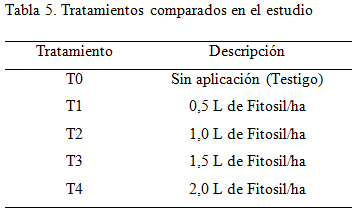 Tabla 5. Tratamientos comparados en el estudio
Tratamiento Descripción
T0 Sin aplicación (Testigo)
T1 0,5 L de Fitosil/ha
T2 1,0 L de Fitosil/ha
T3 1,5 L de Fitosil/ha
T4 2,0 L de Fitosil/ha